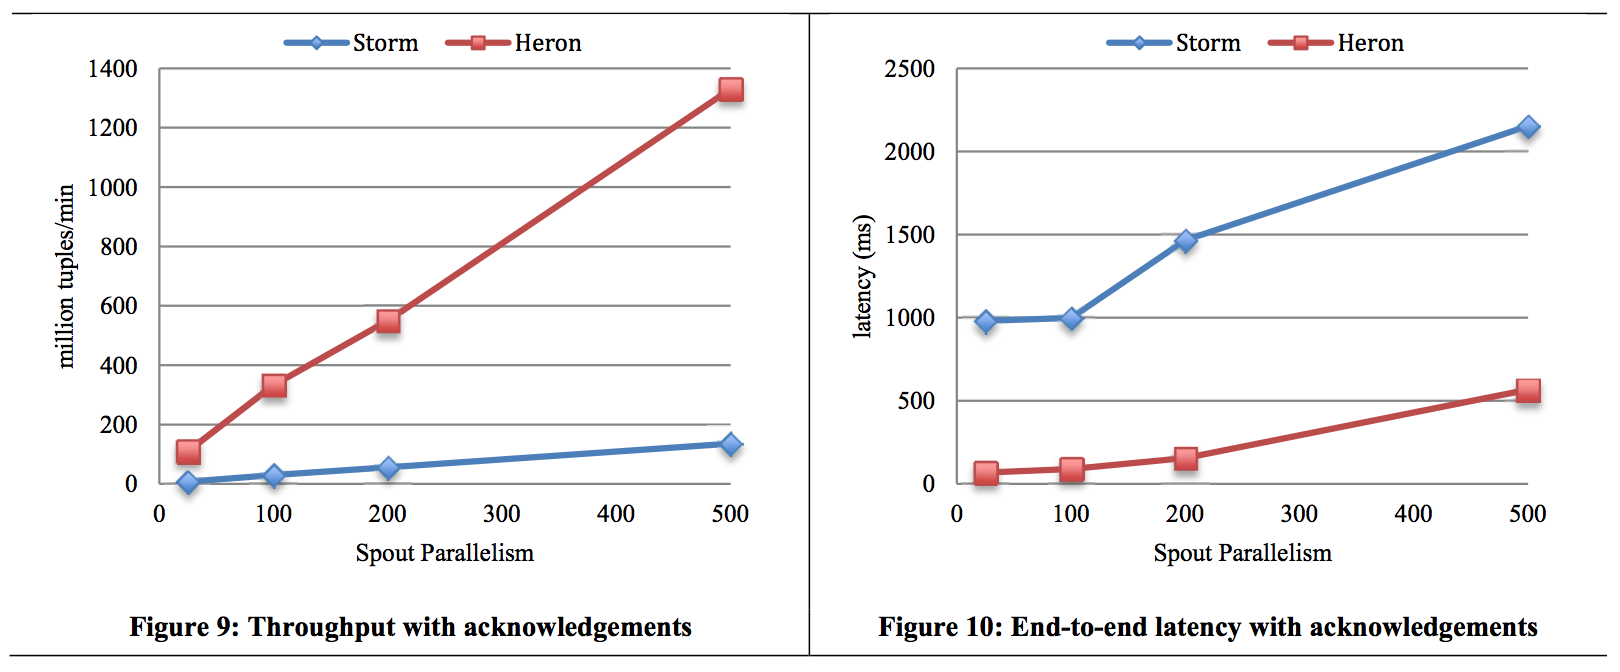 Storm Heron
1400
1200
1000
800
600
400
200
0
million tuples/min
0 100 200 300 400 500
Spout Parallelism
Figure 9: Throughput with acknowledgements
Storm Heron
2500
2000
1500
1000
500
0
latency (ms)
0 100 200 300 400 500
Spout Parallelism
Figure 10: End-to-end latency with acknowledgements